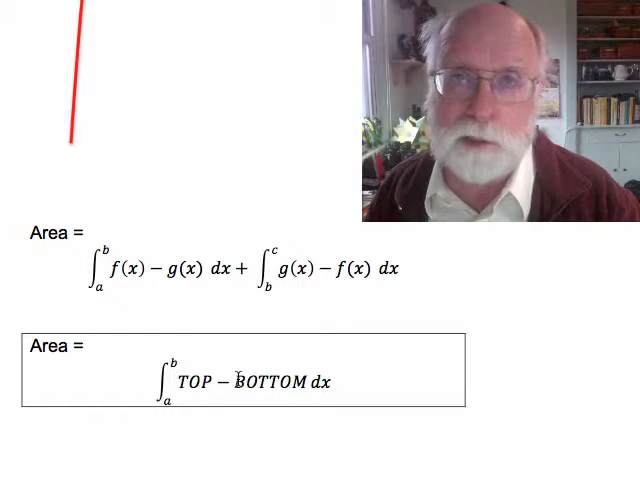 Area =
∫_a^b f(x) − g(x) dx + ∫_b^c g(x) − f(x) dx
Area =
∫_a^b TOP − BOTTOM dx